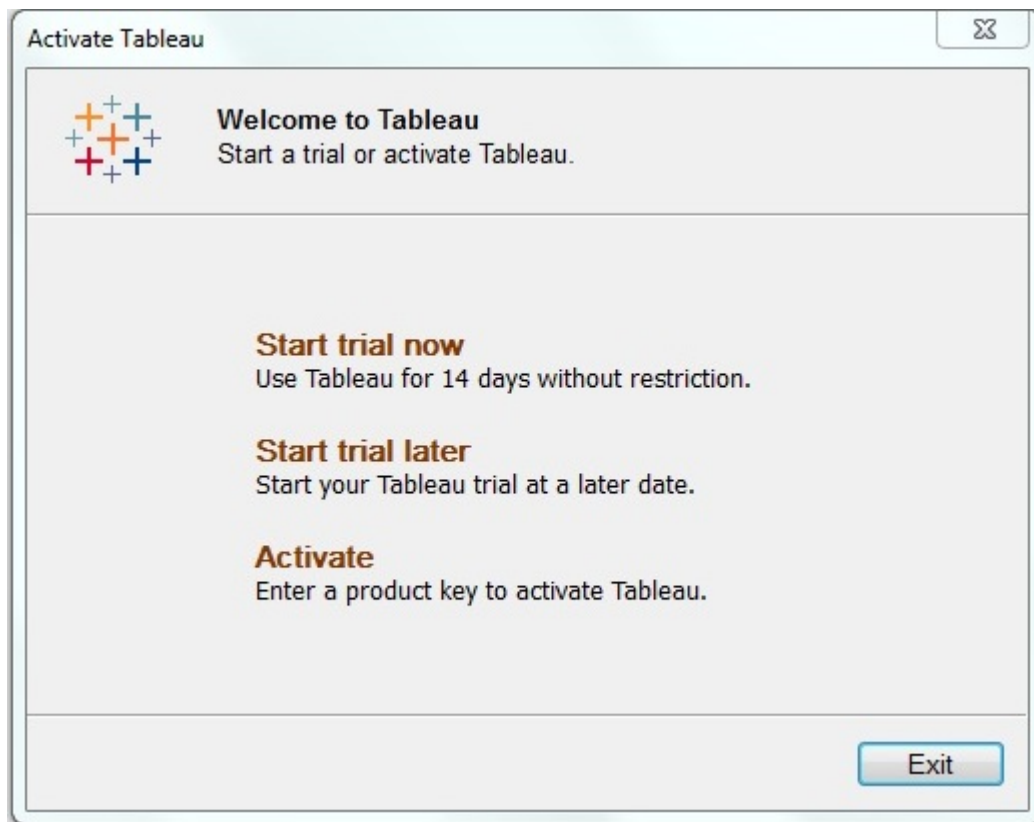 Activate Tableau
Welcome to Tableau
Start a trial or activate Tableau.
Start trial now
Use Tableau for 14 days without restriction.
Start trial later
Start your Tableau trial at a later date.
Activate
Enter a product key to activate Tableau.
Exit